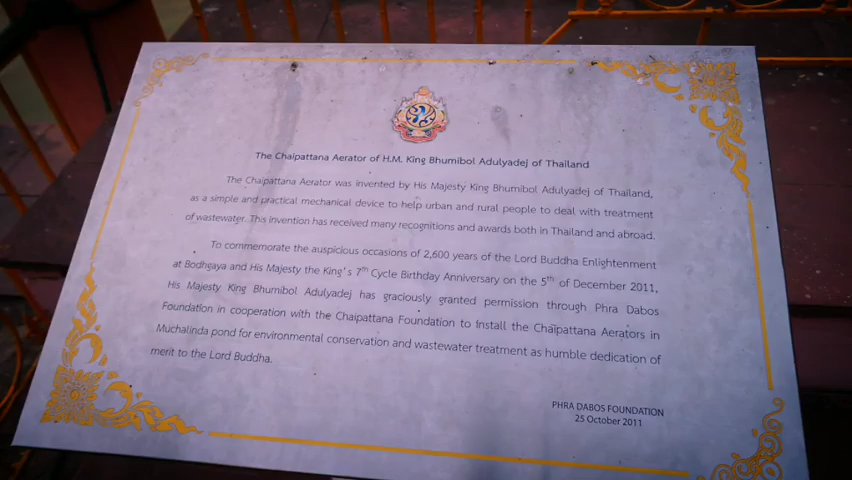 The Chaipattana Aerator of H.M. King Bhumibol Adulyadej of Thailand
The Chaipattana Aerator was invented by His Majesty King Bhumibol Adulyadej of Thailand,
as a simple and practical mechanical device to help urban and rural people to deal with treatment
of wastewater. This invention has received many recognitions and awards both in Thailand and abroad.
To commemorate the auspicious occasions of 2,600 years of the Lord Buddha Enlightenment
at Bodhgaya and His Majesty the King's 7th Cycle Birthday Anniversary on the 5th of December 2011,
His Majesty King Bhumibol Adulyadej has graciously granted permission through Phra Dabos
Foundation in cooperation with the Chaipattana Foundation to Install the Chaipattana Aerators in
Muchalinda pond for environmental conservation and wastewater treatment as humble dedication of
merit to the Lord Buddha.
PHRA DABOS FOUNDATION
25 October 2011